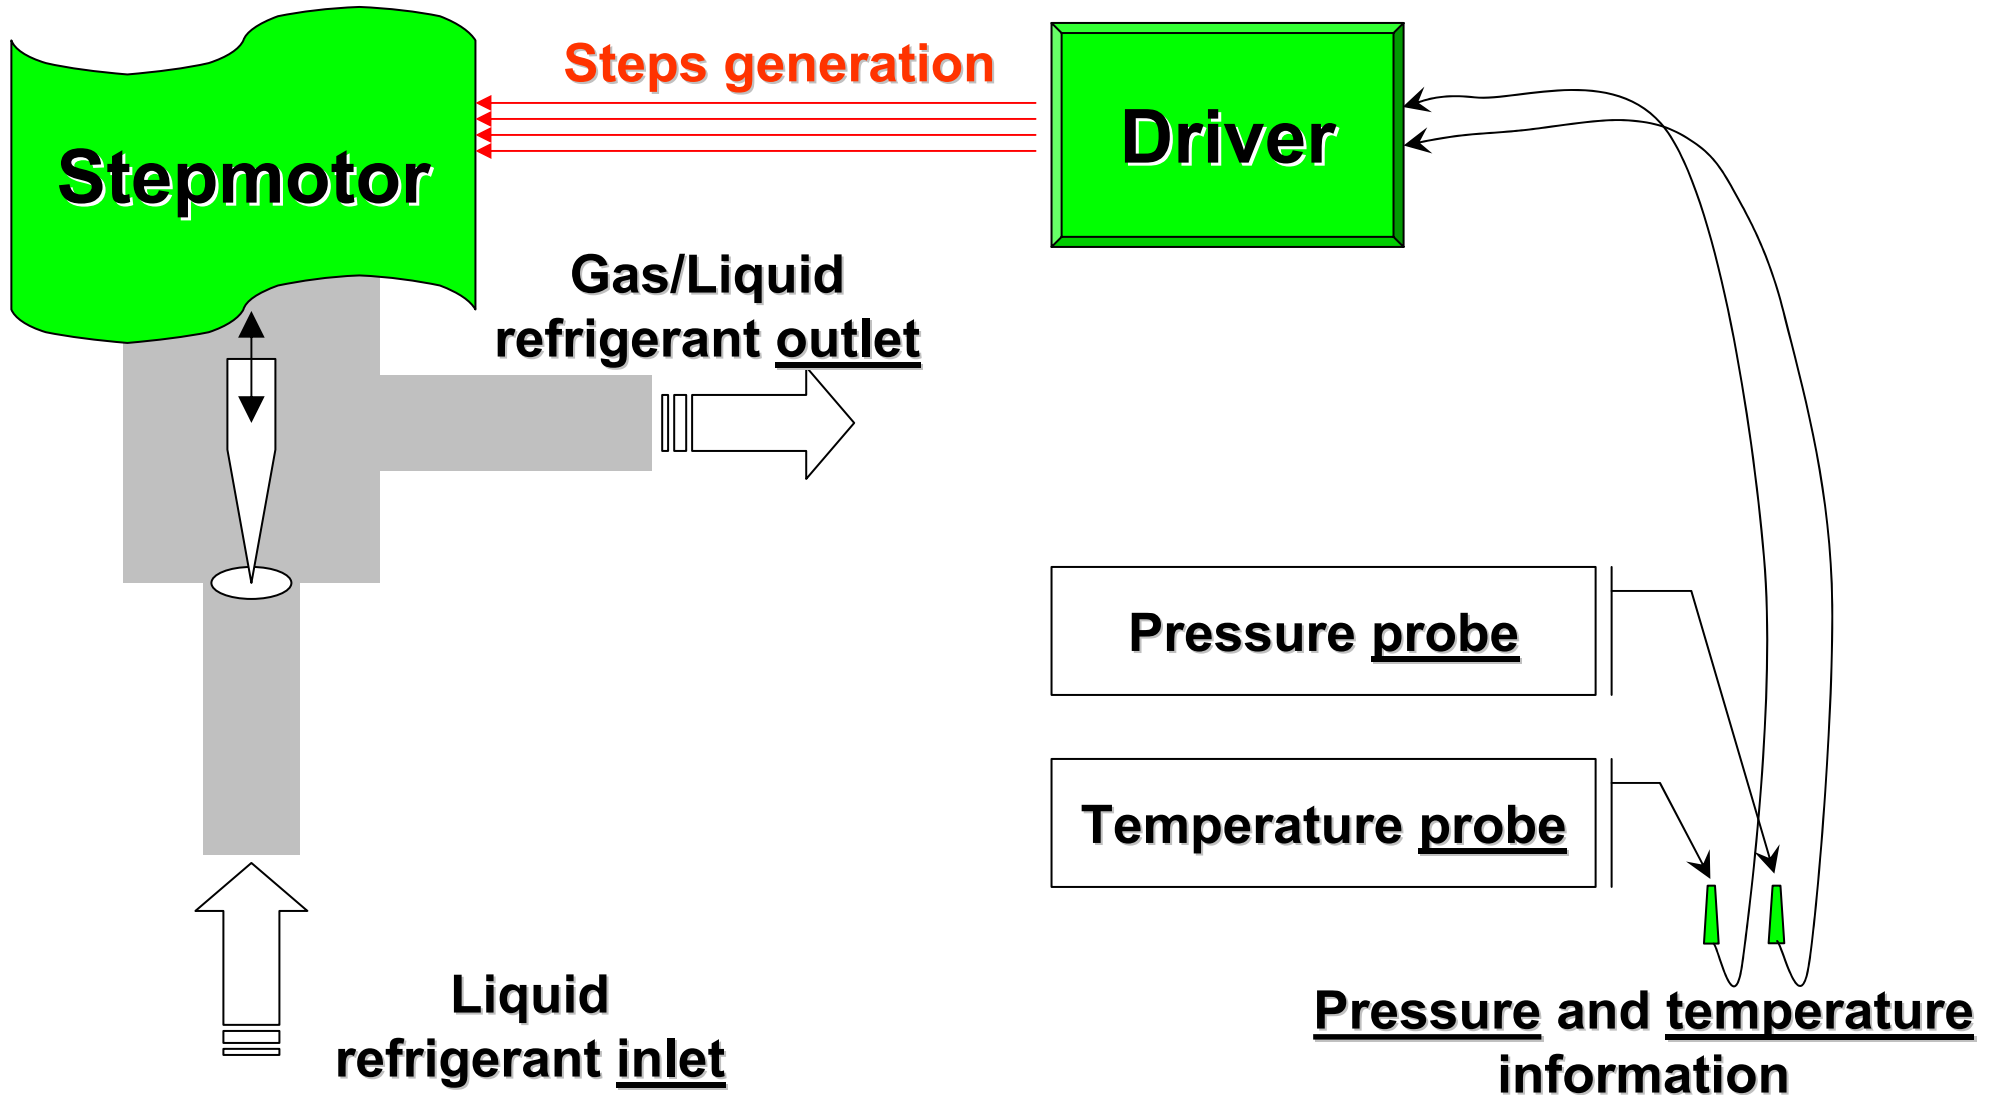 Steps generation
Stepmotor
Driver
Gas/Liquid
refrigerant outlet
Pressure probe
Temperature probe
Liquid
refrigerant inlet
Pressure and temperature
information